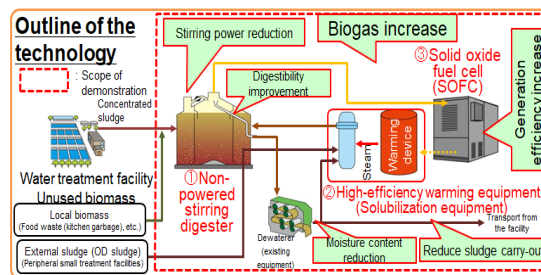 Outline of the
technology
: Scope of
demonstration
Concentrated
sludge
Water treatment facility
Unused biomass
Local biomass
(Food waste (kitchen garbage), etc.)
External sludge (OD sludge)
(Peripheral small treatment facilities)
Stirring power reduction
Digestibility
improvement
①Non-
powered
stirring
digester
Biogas increase
③Solid oxide
fuel cell
(SOFC)
Generation
efficiency increase
Steam
Warming
device
②High-efficiency warming equipment
(Solubilization equipment)
Dewaterer
(existing
equipment)
Moisture content
reduction
Transport from
the facility
Reduce sludge carry-out